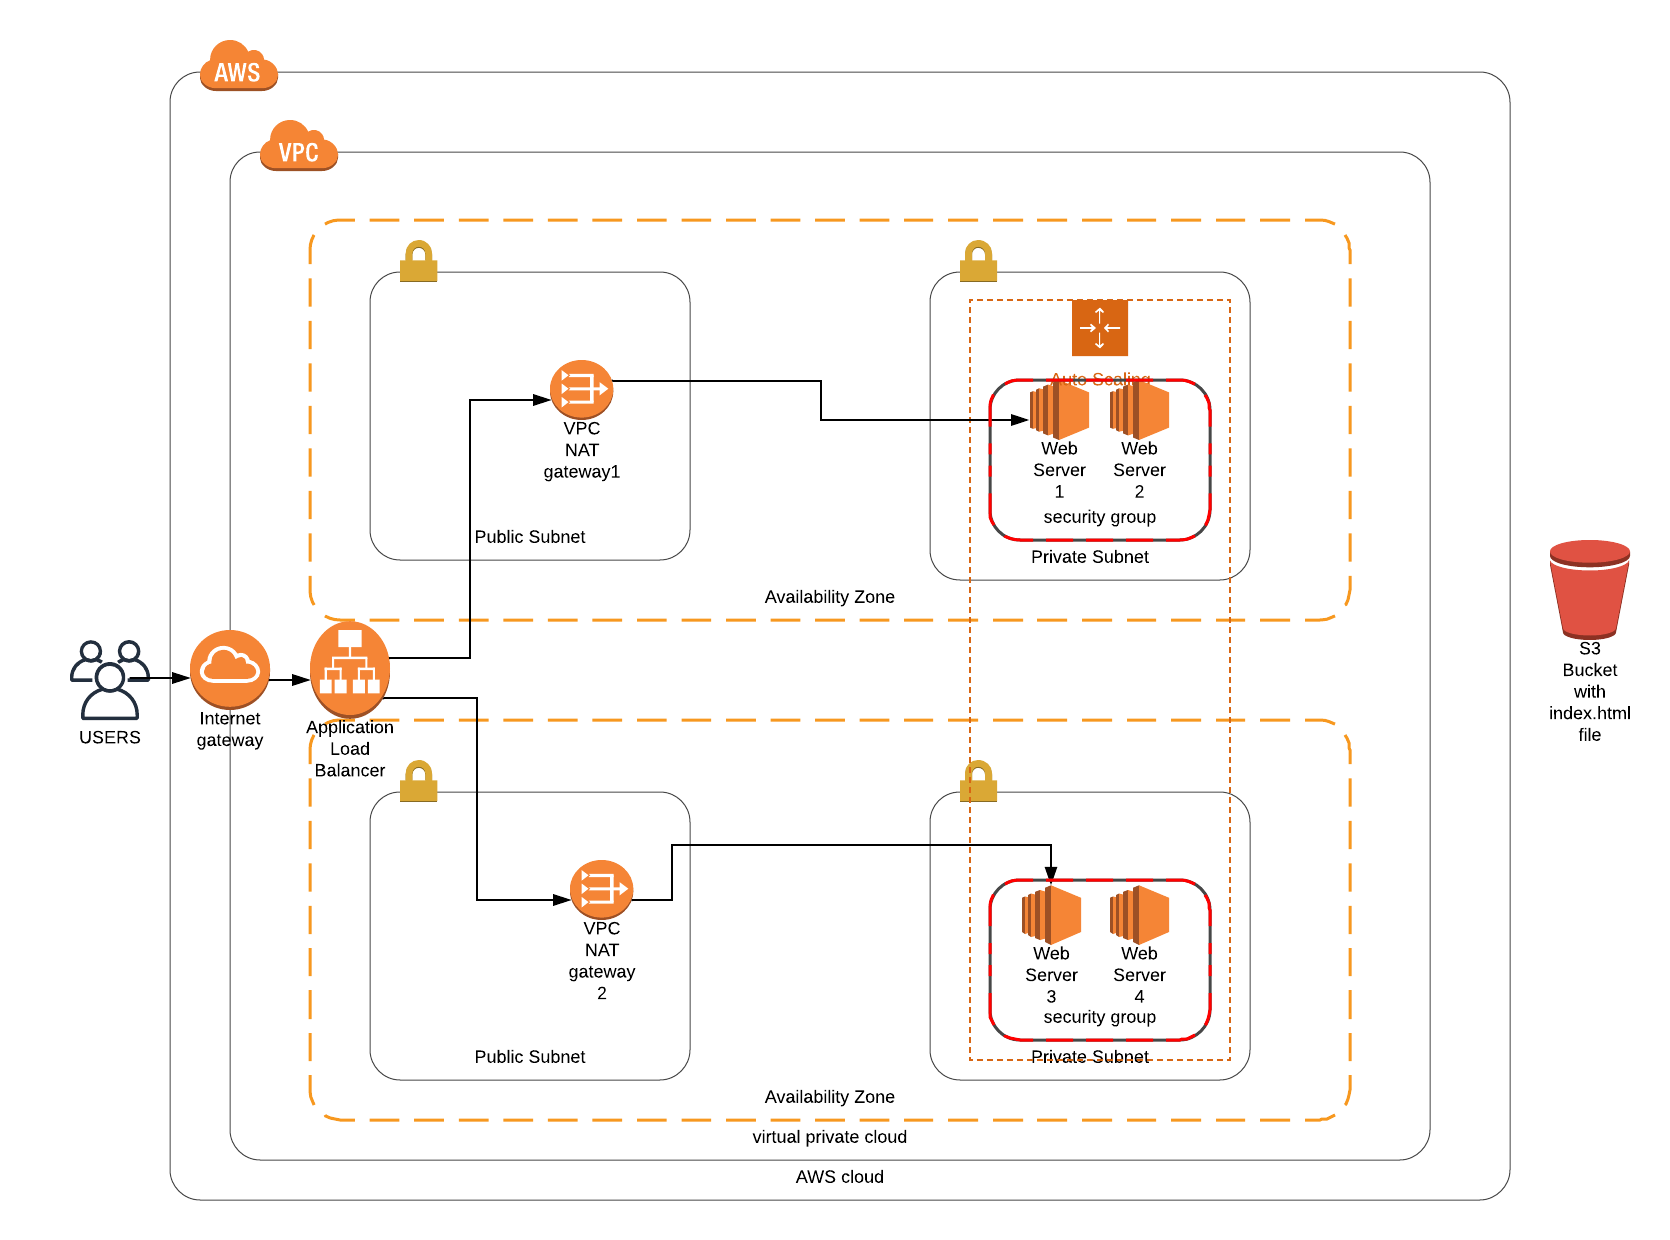 AWS
VPC
Auto Scaling
VPC
NAT
gateway1
Web
Server
1
Web
Server
2
security group
Public Subnet
Private Subnet
Availability Zone
USERS
Internet
gateway
Application
Load
Balancer
S3
Bucket
with
index.html
file
VPC
NAT
gateway
2
Web
Server
3
Web
Server
4
security group
Public Subnet
Private Subnet
Availability Zone
virtual private cloud
AWS cloud